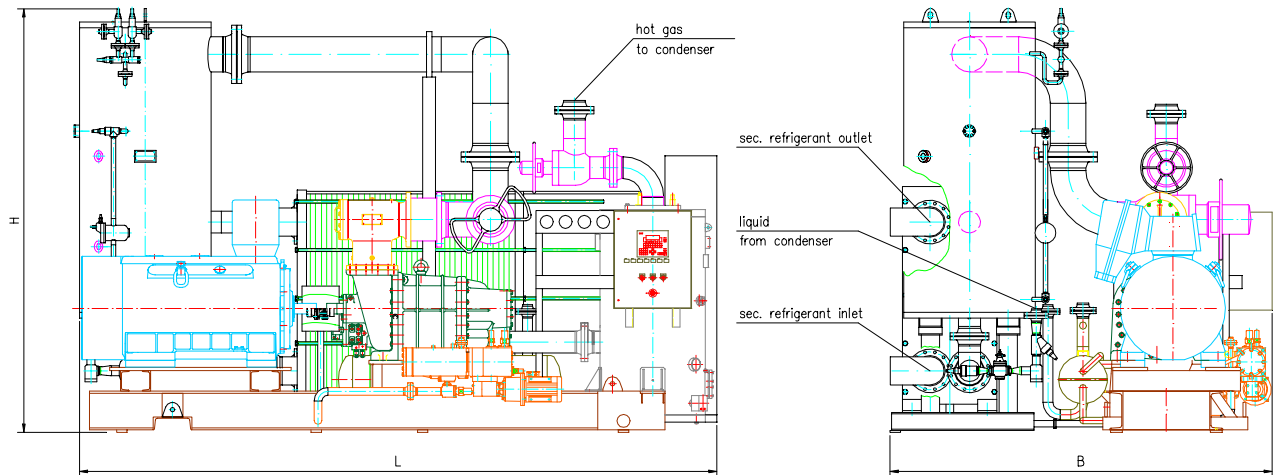 hot gas
to condenser
sec. refrigerant outlet
liquid
from condenser
sec. refrigerant inlet
H
L
B